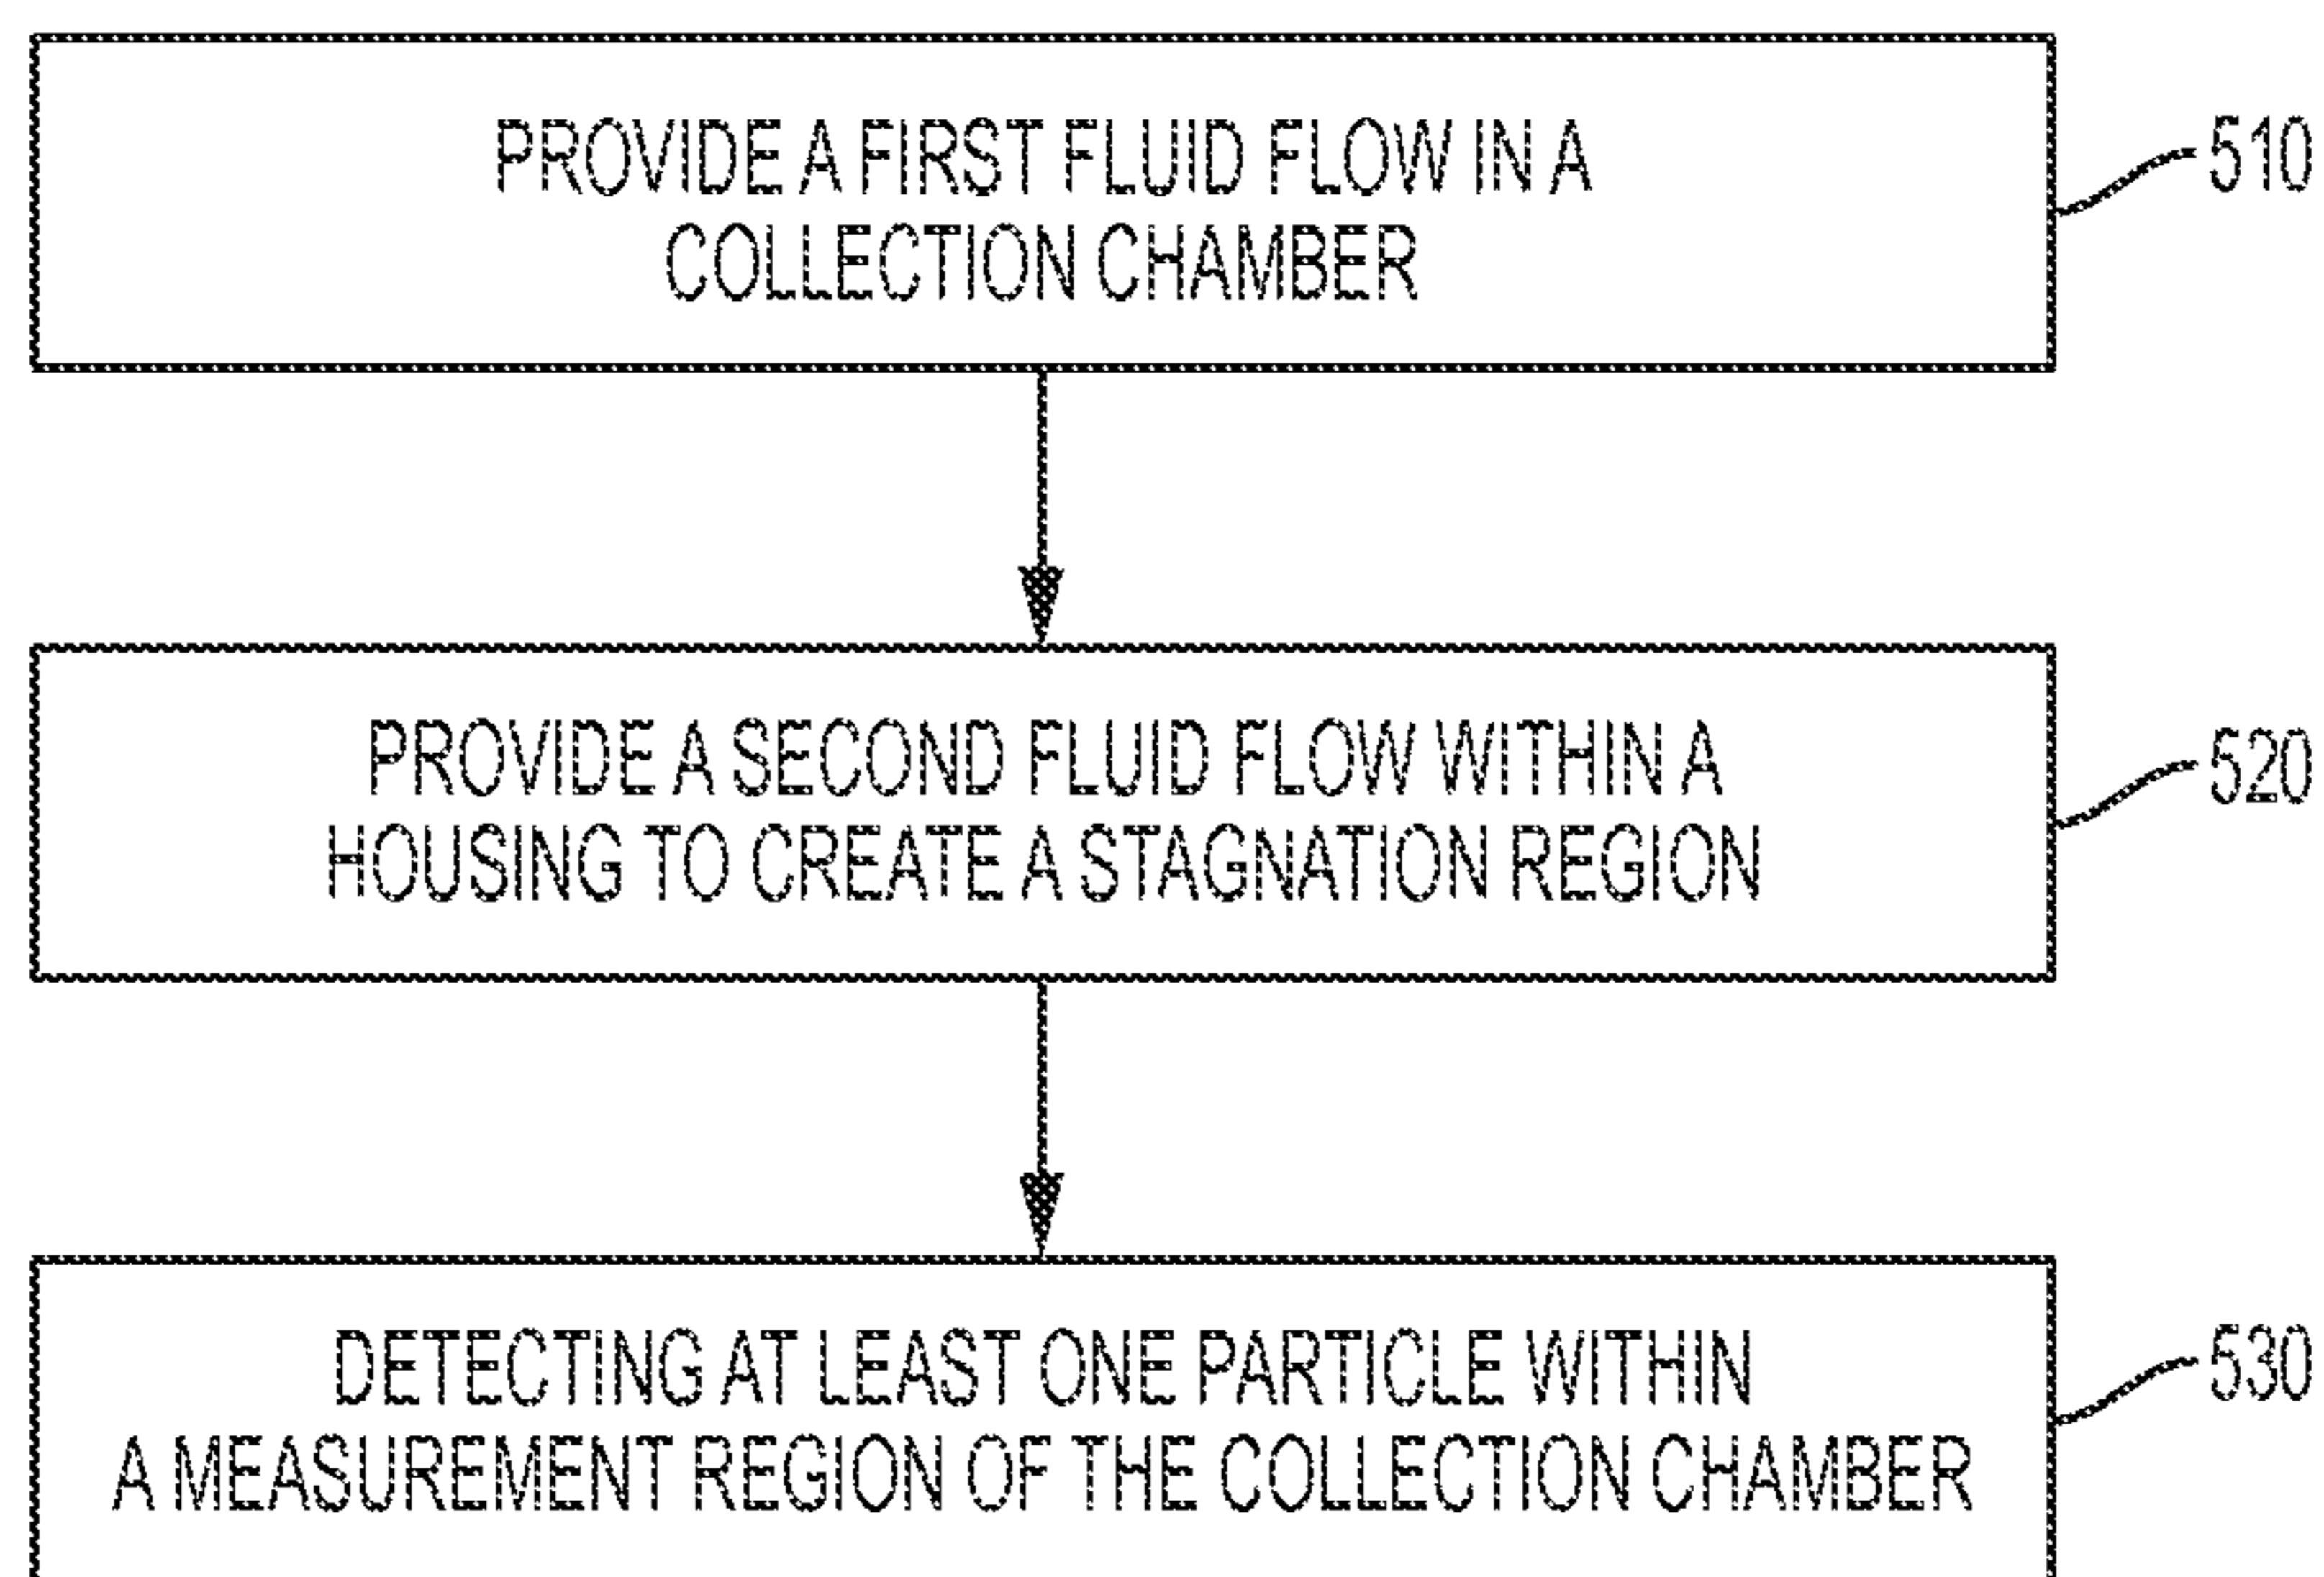 PROVIDE A FIRST FLUID FLOW IN A
COLLECTION CHAMBER
510
PROVIDE A SECOND FLUID FLOW WITHIN A
HOUSING TO CREATE A STAGNATION REGION
520
DETECTING AT LEAST ONE PARTICLE WITHIN
A MEASUREMENT REGION OF THE COLLECTION CHAMBER
530